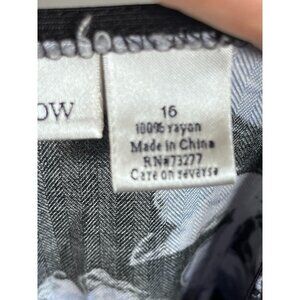 OW
16
100% rayon
Made in China
RN#73277
Care on reverse